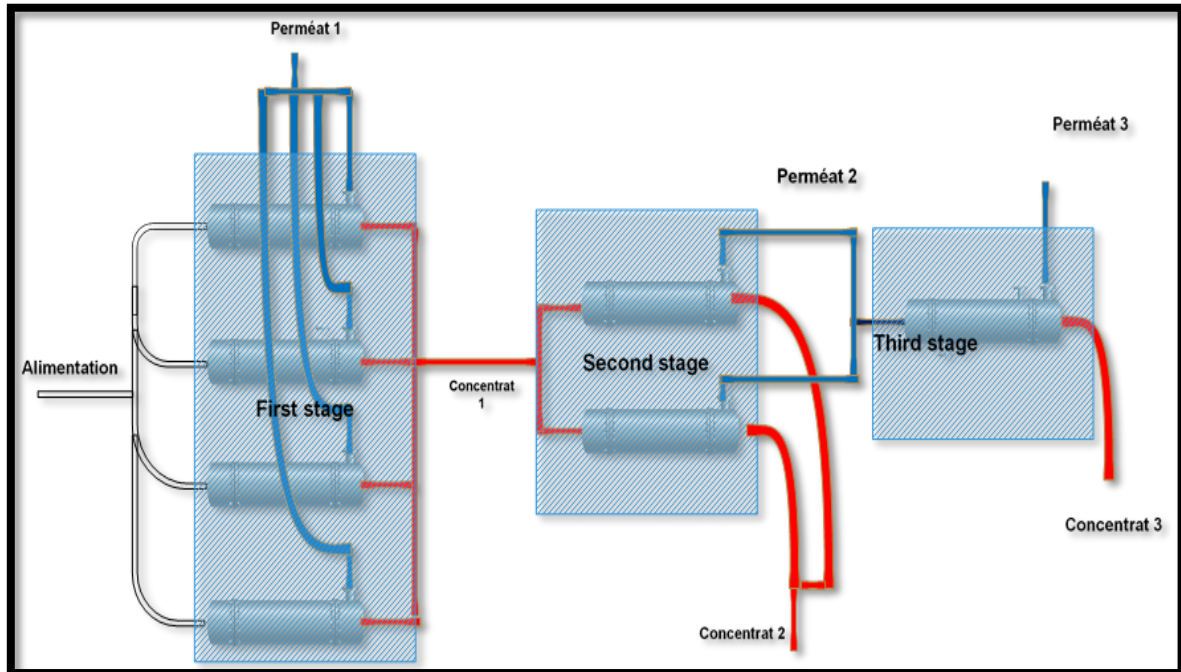 Perméat 1
Perméat 3
Perméat 2
Alimentation
First stage
Concentrat
1
Second stage
Third stage
Concentrat 3
Concentrat 2